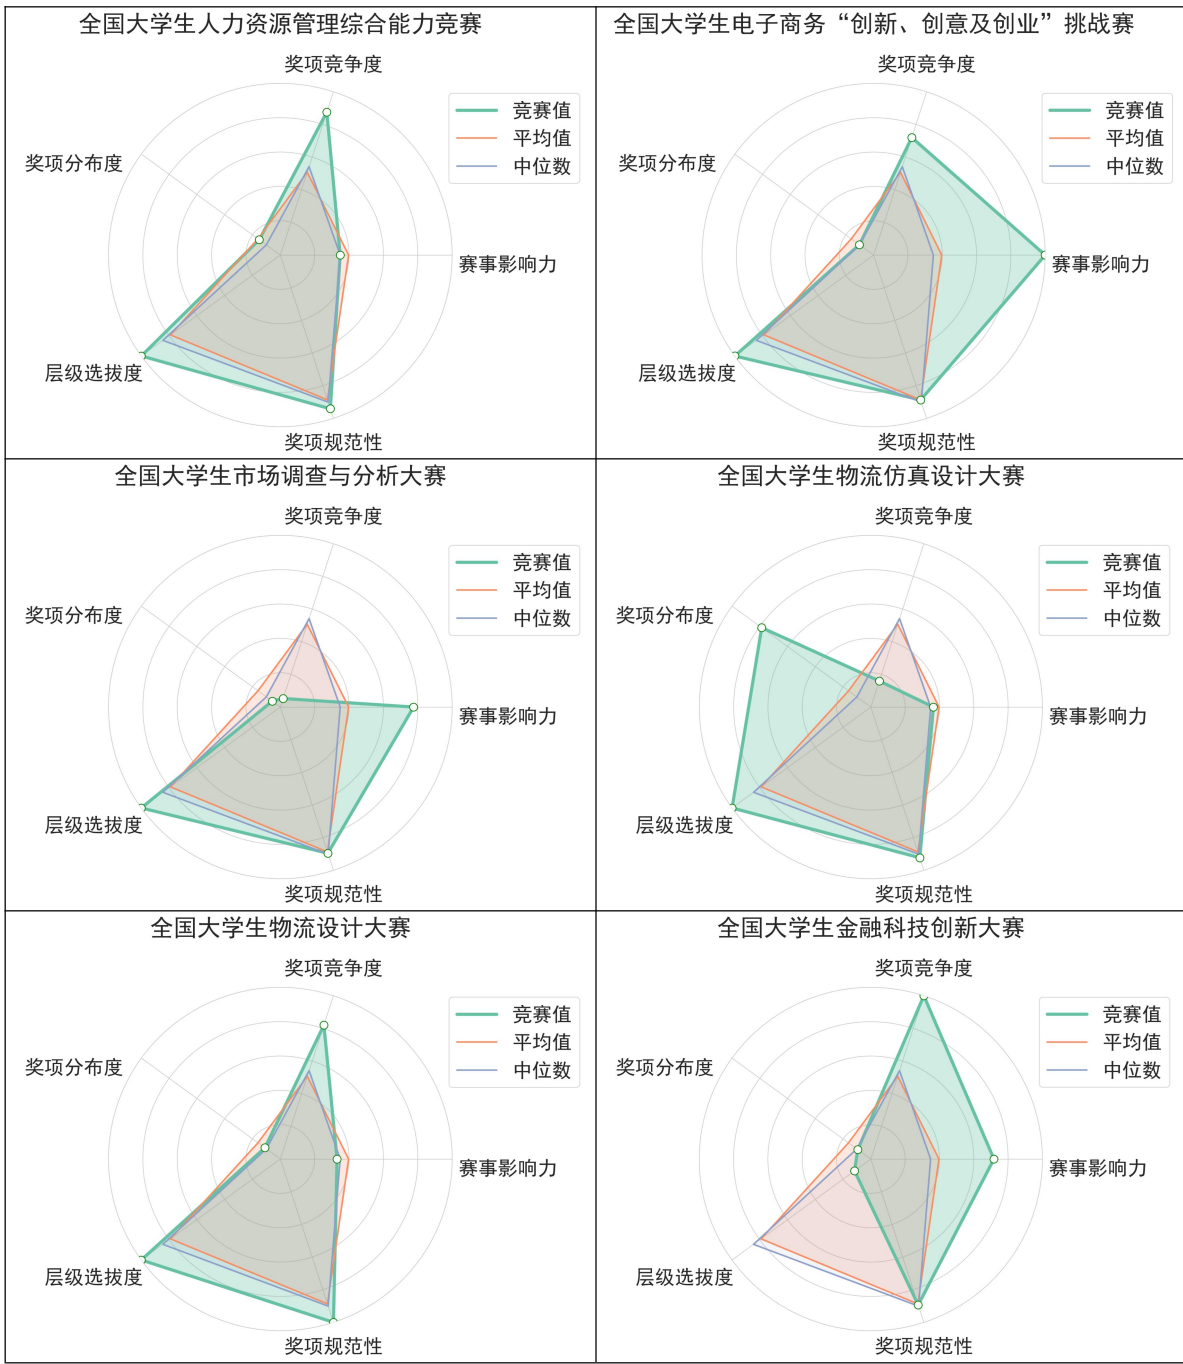 全国大学生人力资源管理综合能力竞赛
奖项竞争度
竞赛值
平均值
中位数
奖项分布度
赛事影响力
层级选拔度
奖项规范性
全国大学生电子商务“创新、创意及创业”挑战赛
奖项竞争度
竞赛值
平均值
中位数
奖项分布度
赛事影响力
层级选拔度
奖项规范性
全国大学生市场调查与分析大赛
奖项竞争度
竞赛值
平均值
中位数
奖项分布度
赛事影响力
层级选拔度
奖项规范性
全国大学生物流仿真设计大赛
奖项竞争度
竞赛值
平均值
中位数
奖项分布度
赛事影响力
层级选拔度
奖项规范性
全国大学生物流设计大赛
奖项竞争度
竞赛值
平均值
中位数
奖项分布度
赛事影响力
层级选拔度
奖项规范性
全国大学生金融科技创新大赛
奖项竞争度
竞赛值
平均值
中位数
奖项分布度
赛事影响力
层级选拔度
奖项规范性